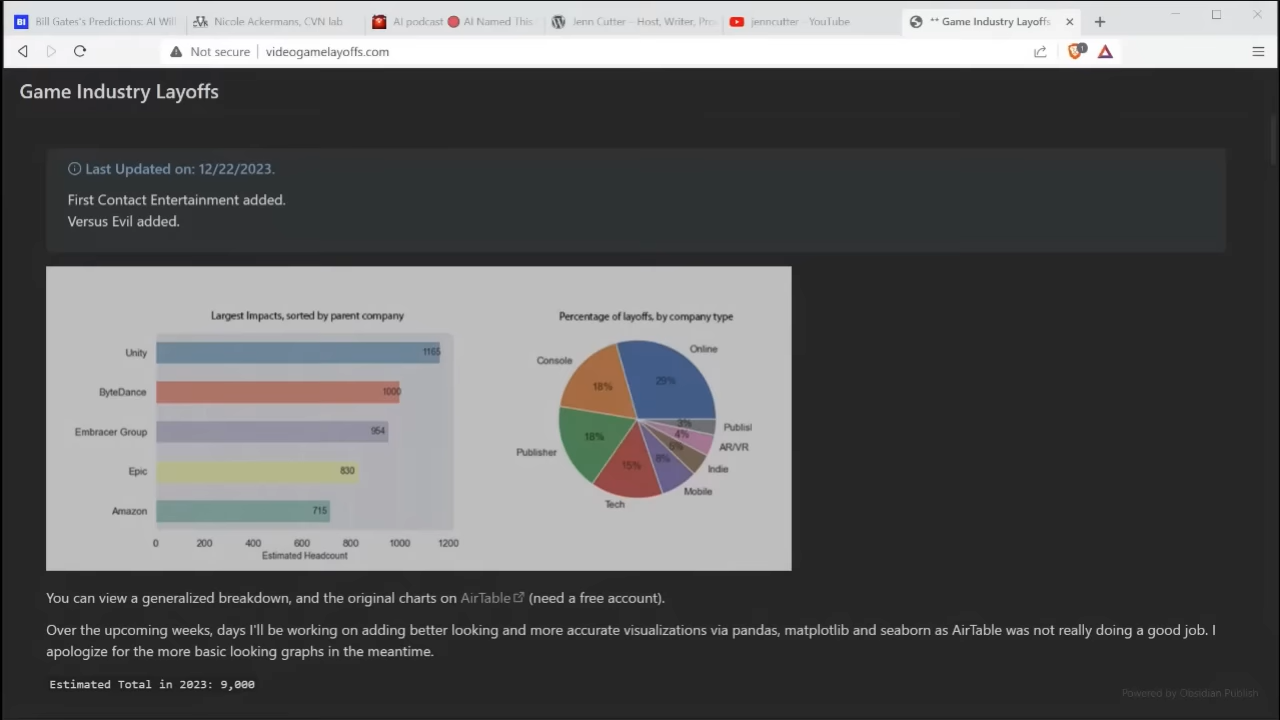 BI Bill Gates's Predictions: AI Will
Nicole Ackermans, CVN lab
AI podcast 🔴 AI Named This
Jenn Cutter – Host, Writer, Pro
jenncutter - YouTube
** Game Industry Layoffs
Not secure videogamelayoffs.com
1
Game Industry Layoffs
Last Updated on: 12/22/2023.
First Contact Entertainment added.
Versus Evil added.
Largest Impacts, sorted by parent company
Unity 1165
ByteDance 1000
Embracer Group 954
Epic 830
Amazon 715
0 200 400 600 800 1000 1200
Estimated Headcount
Percentage of layoffs, by company type
Online
29%
Console
18%
Publisher
18%
Tech
15%
Mobile
8%
Indie
6%
AR/VR
4%
Publisl
3%
You can view a generalized breakdown, and the original charts on AirTable (need a free account).
Over the upcoming weeks, days I'll be working on adding better looking and more accurate visualizations via pandas, matplotlib and seaborn as AirTable was not really doing a good job. I
apologize for the more basic looking graphs in the meantime.
Estimated Total in 2023: 9,000
Powered by Obsidian Publish